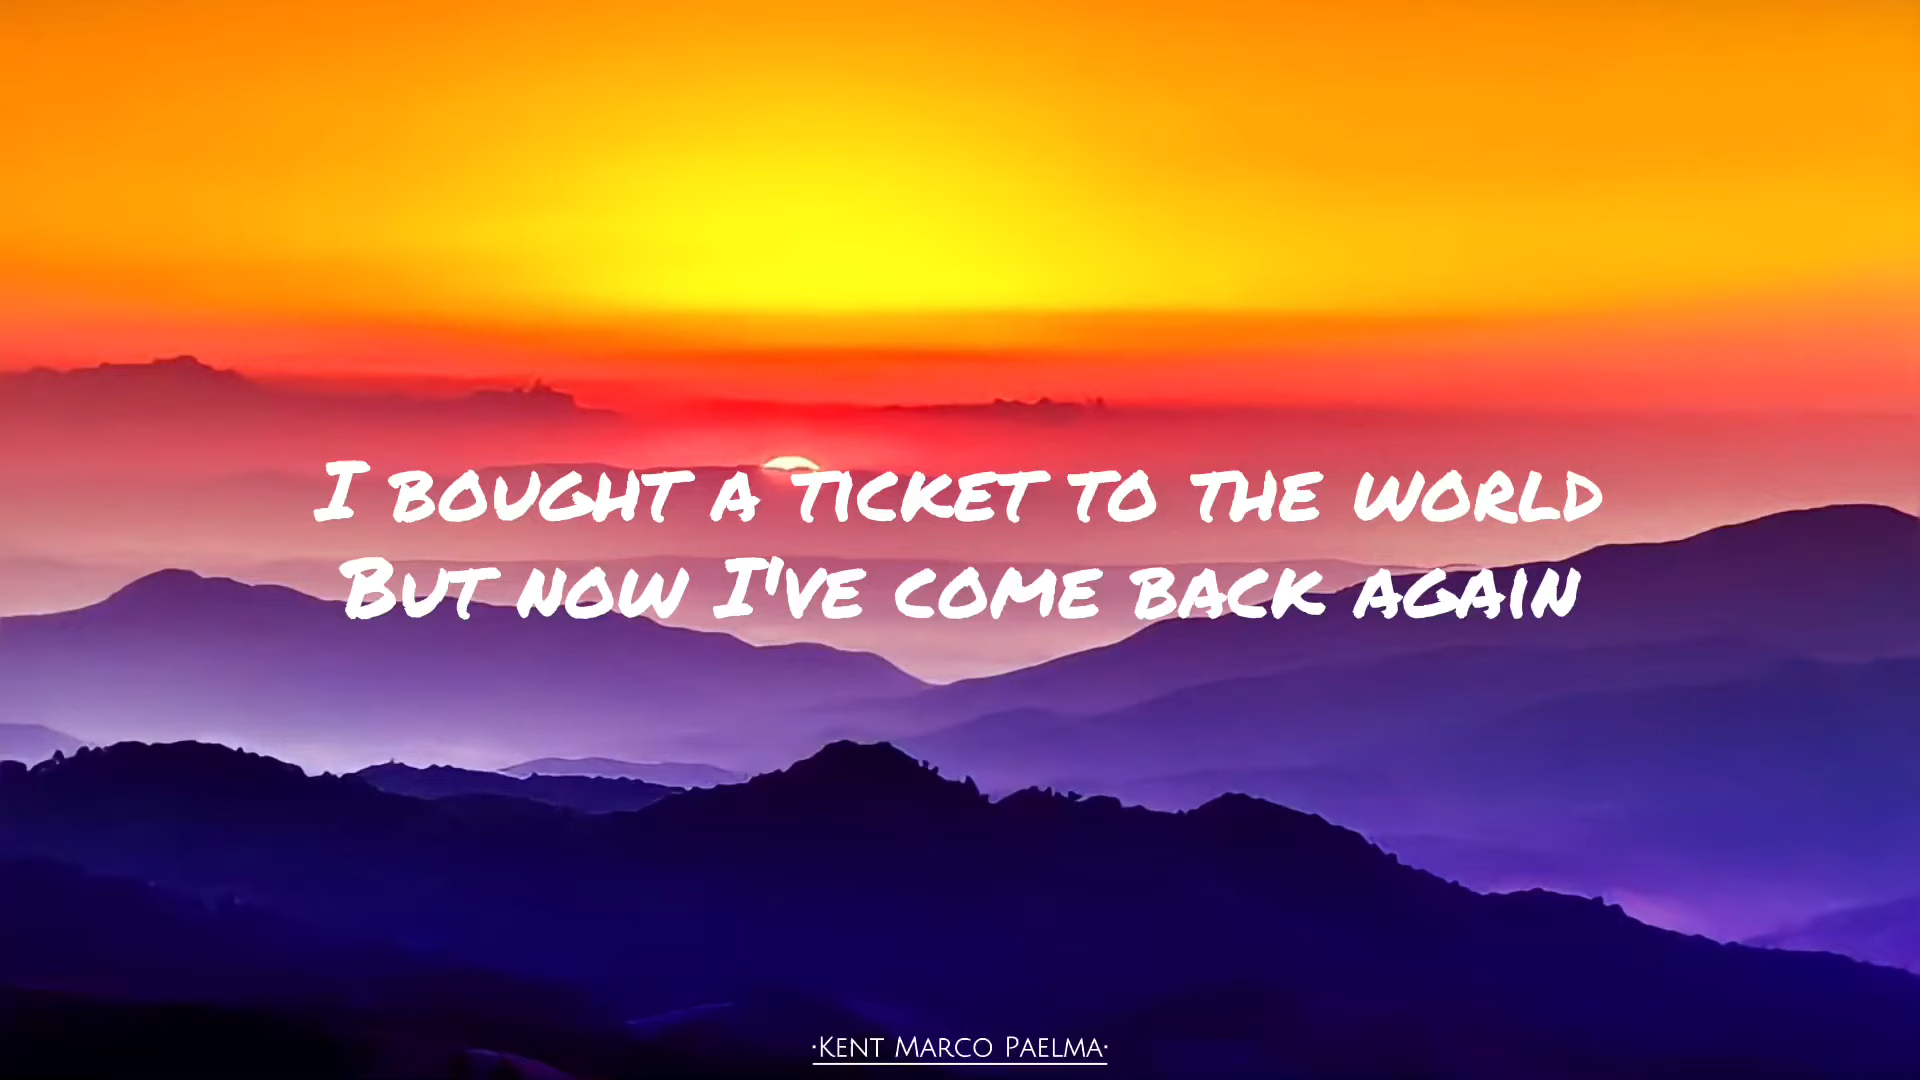 I bought a ticket to the world
But now I've come back again
·Kent Marco Paelma·